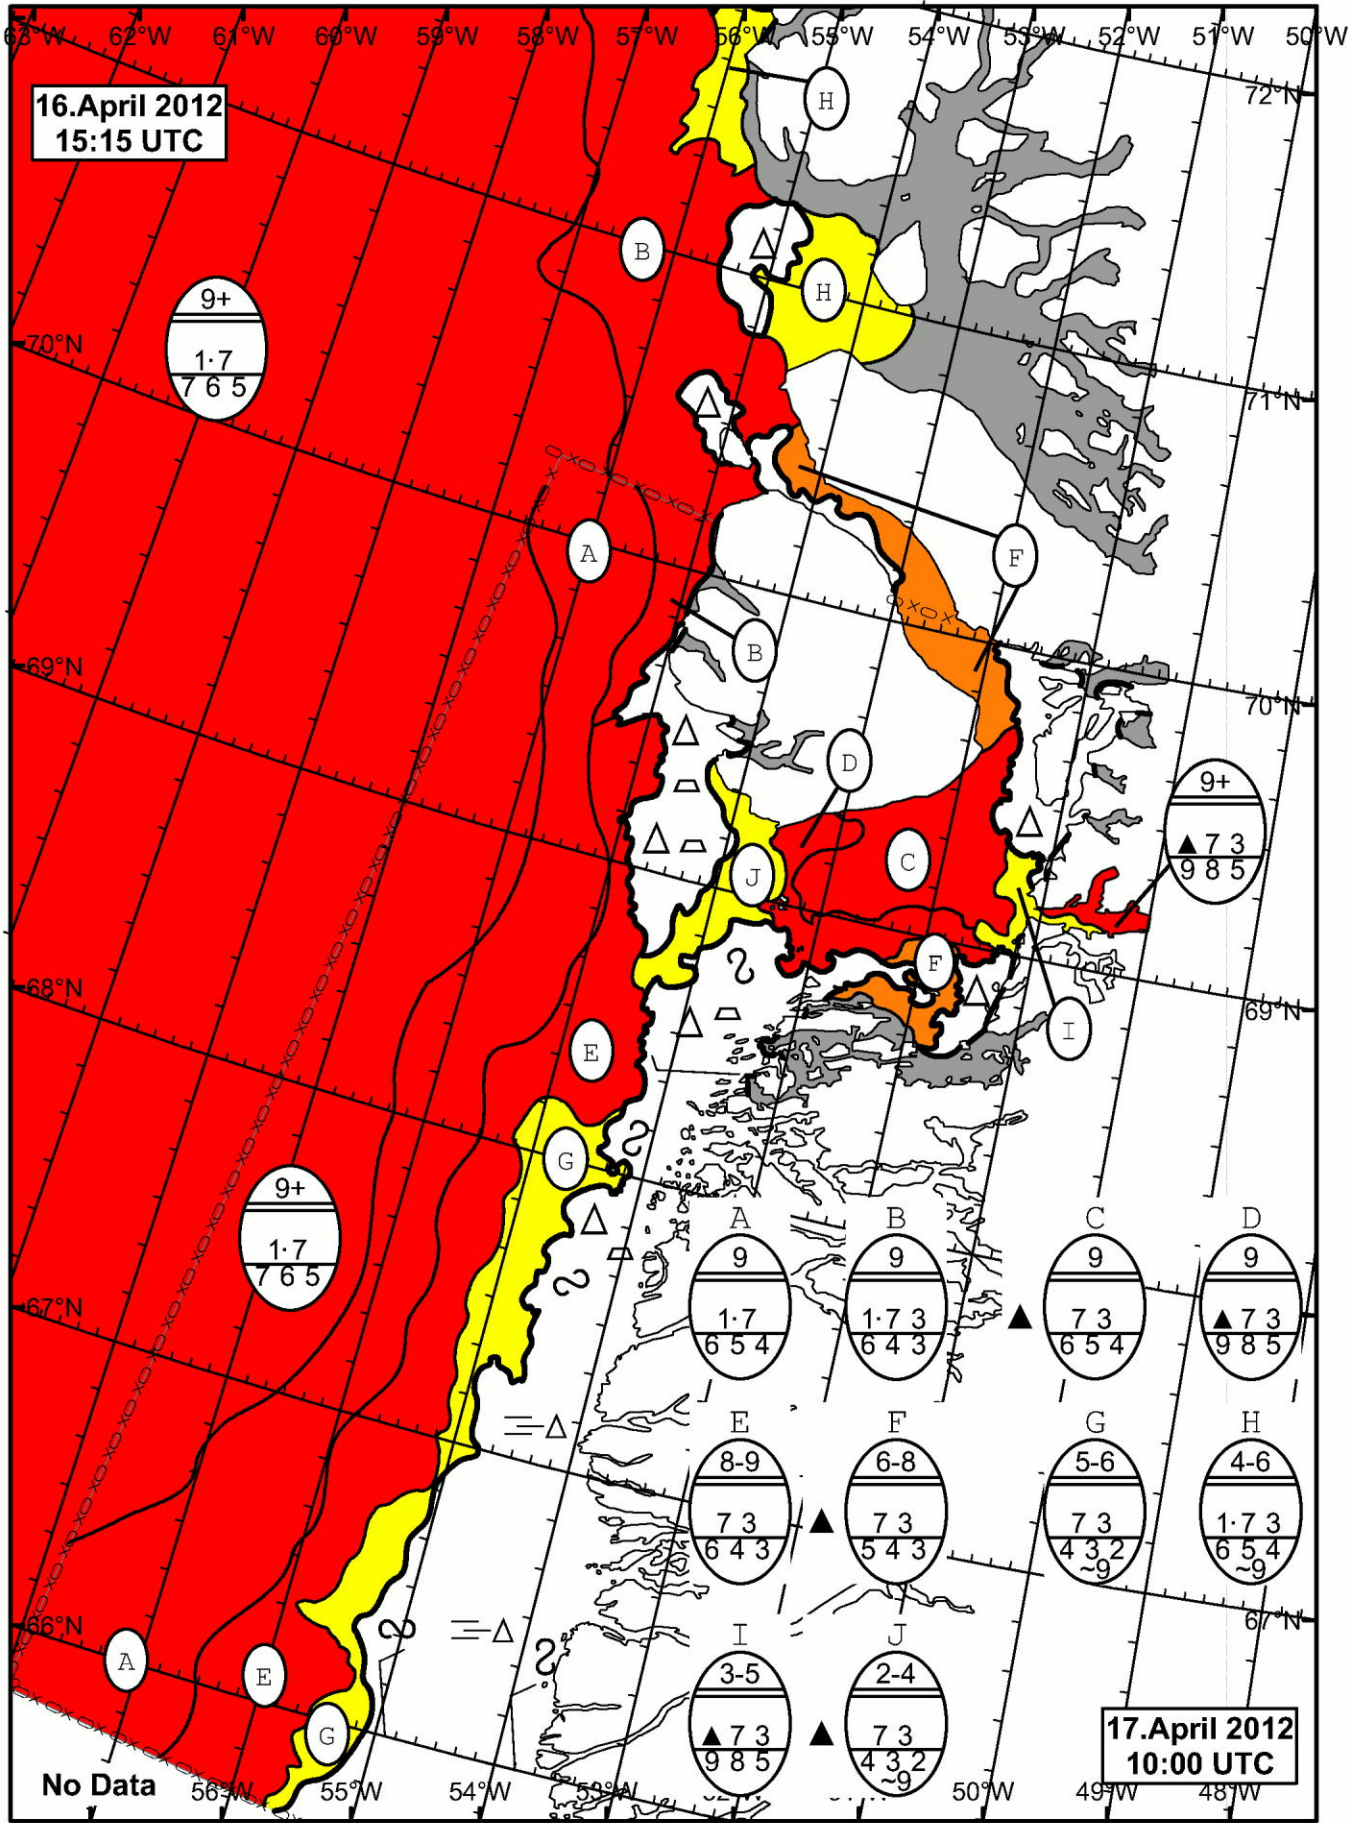 63°W 62°W 61°W 60°W 59°W 58°W 57°W 56°W 55°W 54°W 53°W 52°W 51°W 50°W
16.April 2012
15:15 UTC
72°N
H
B
H
9+
1·7
7 6 5
70°N
71°N
A
F
B
69°N
70°N
D
9+
▲ 7 3
9 8 5
C
J
F
68°N
69°N
I
E
G
9+
1·7
7 6 5
67°N
A B C D
9 9 9 9
1·7 1·7 3 ▲ 7 3 ▲ 7 3
6 5 4 6 4 3 6 5 4 9 8 5
E F G H
8-9 6-8 5-6 4-6
7 3 ▲ 7 3 7 3 1·7 3
6 4 3 5 4 3 4 3 2 6 5 4
~9 ~9
66°N
67°N
A E
I J
3-5 2-4
▲ 7 3 ▲ 7 3
9 8 5 4 3 2
~9
G
17.April 2012
10:00 UTC
No Data
56°W 55°W 54°W 53°W 50°W 49°W 48°W